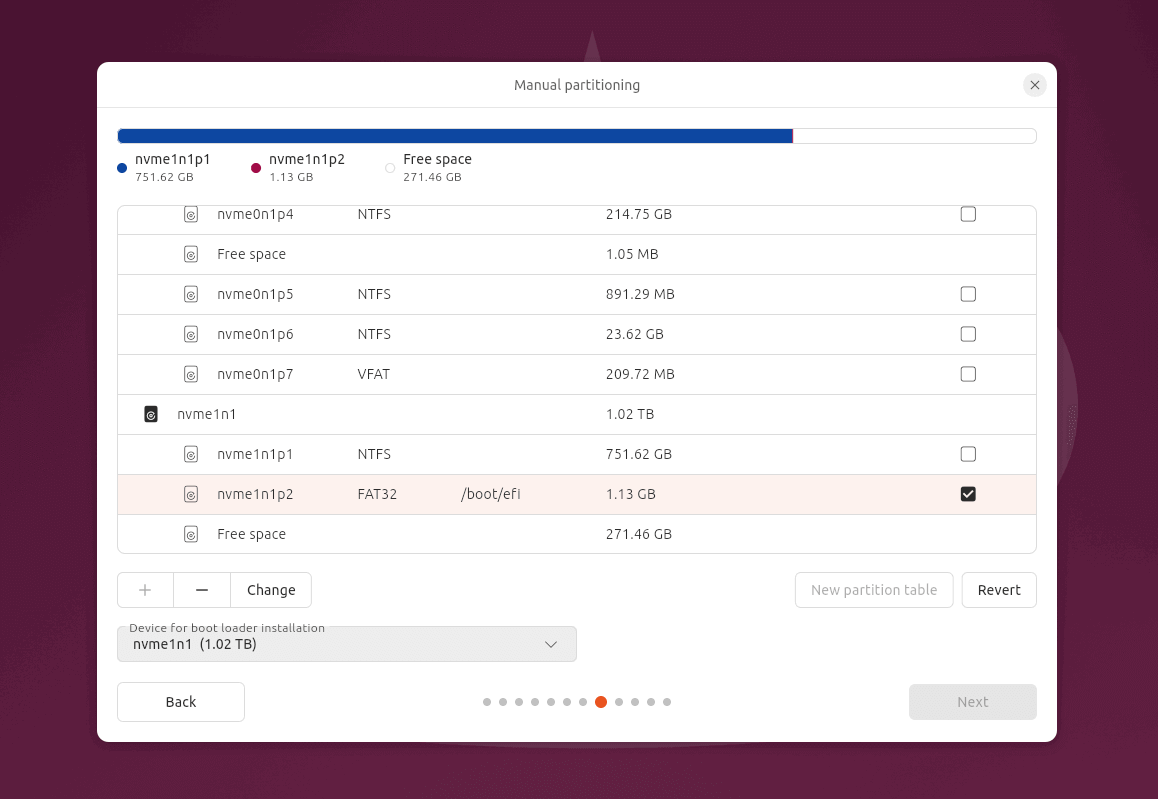 Manual partitioning
nvme1n1p1 nvme1n1p2 Free space
751.62 GB 1.13 GB 271.46 GB
nvme0n1p4 NTFS 214.75 GB
Free space 1.05 MB
nvme0n1p5 NTFS 891.29 MB
nvme0n1p6 NTFS 23.62 GB
nvme0n1p7 VFAT 209.72 MB
nvme1n1 1.02 TB
nvme1n1p1 NTFS 751.62 GB
nvme1n1p2 FAT32 /boot/efi 1.13 GB
Free space 271.46 GB
+ − Change New partition table Revert
Device for boot loader installation
nvme1n1 (1.02 TB)
Back Next